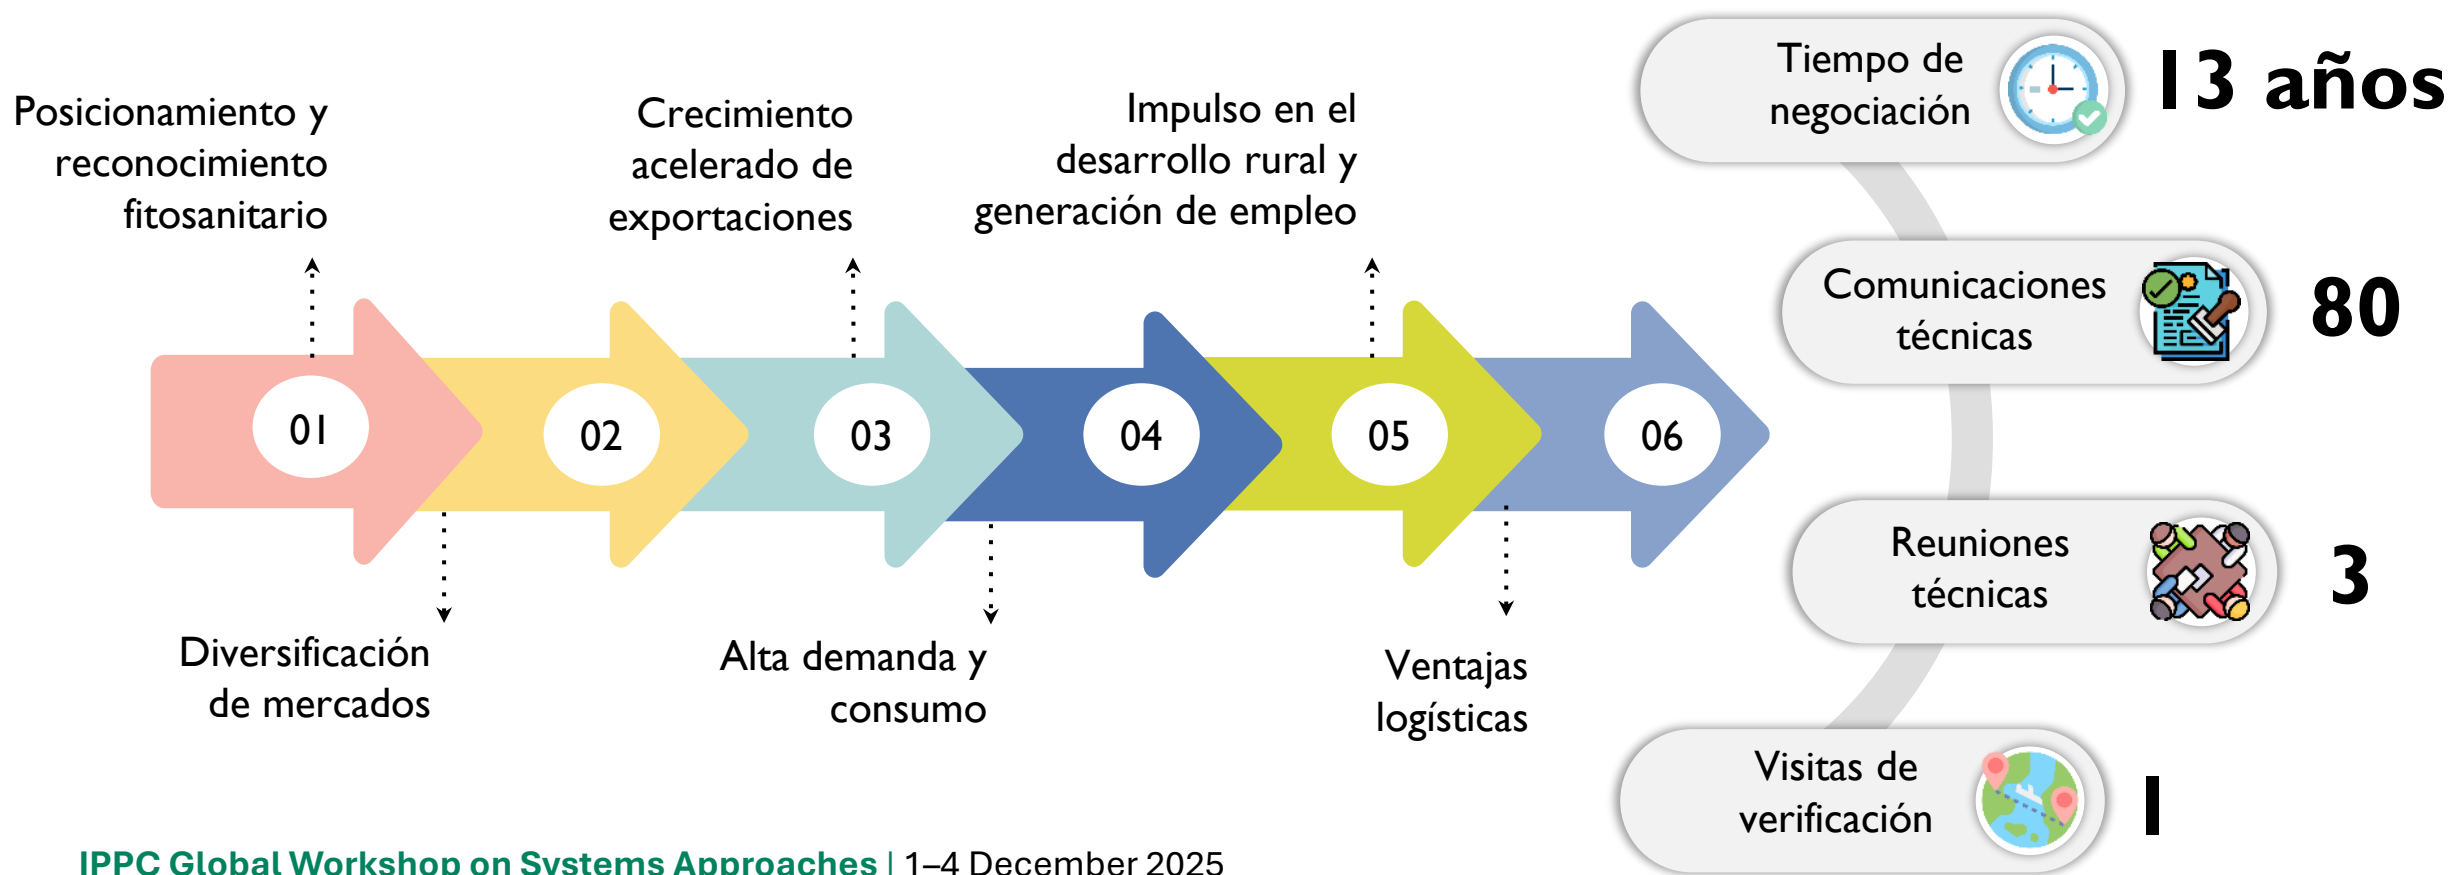 Posicionamiento y
reconocimiento
fitosanitario
Crecimiento
acelerado de
exportaciones
Impulso en el
desarrollo rural y
generación de empleo
01
02
03
04
05
06
Diversificación
de mercados
Alta demanda y
consumo
Ventajas
logísticas
Tiempo de
negociación
13 años
Comunicaciones
técnicas
80
Reuniones
técnicas
3
Visitas de
verificación
1
IPPC Global Workshop on Systems Approaches | 1–4 December 2025